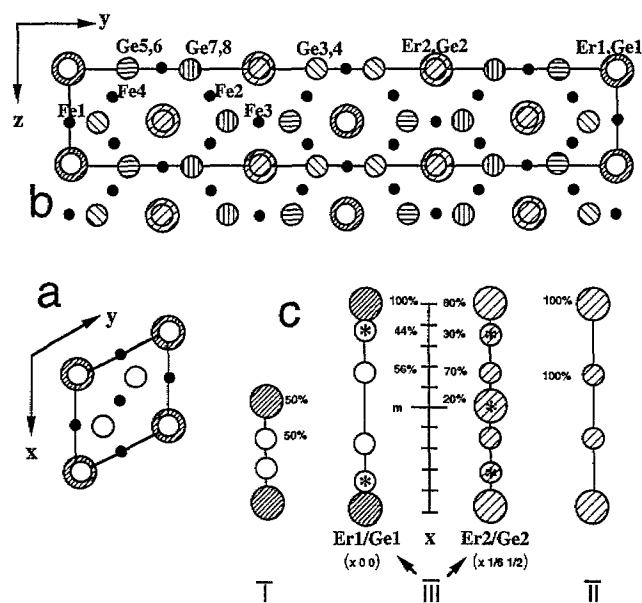 y
Ge5,6 Ge7,8 Ge3,4 Er2,Ge2 Er1,Ge1
Fe4 Fe2
Fe1 Fe3
z
b
a c
y
x
100% 80% 100%
44% 30%
56% 70% 100%
m 20%
50%
50%
Er1/Ge1 x Er2/Ge2
(x 0 0) (x 1/6 1/2)
I III II